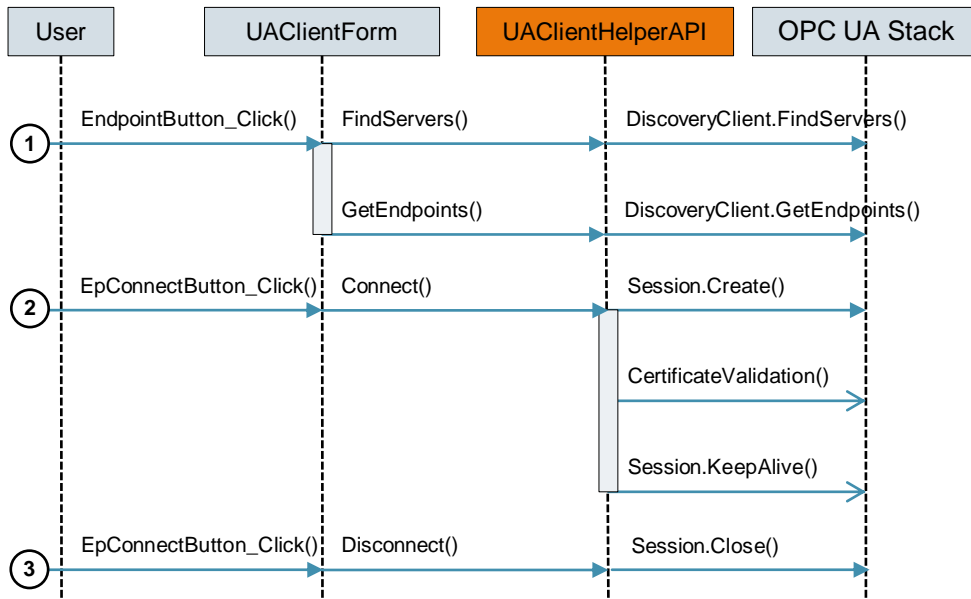 User
UAClientForm
UAClientHelperAPI
OPC UA Stack
EndpointButton_Click()
FindServers()
DiscoveryClient.FindServers()
1
GetEndpoints()
DiscoveryClient.GetEndpoints()
EpConnectButton_Click()
Connect()
Session.Create()
2
CertificateValidation()
Session.KeepAlive()
EpConnectButton_Click()
Disconnect()
Session.Close()
3